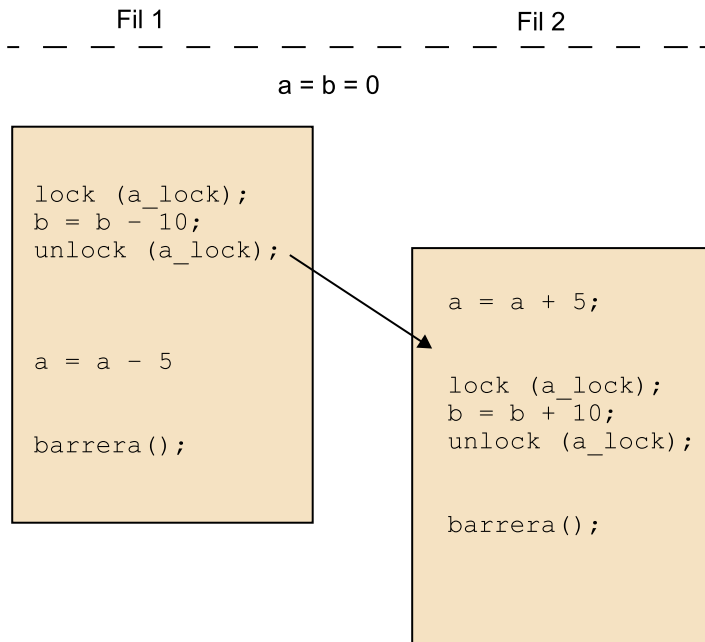 Fil 1
Fil 2
a = b = 0
lock (a_lock);
b = b – 10;
unlock (a_lock);
a = a – 5
barrera();
a = a + 5;
lock (a_lock);
b = b + 10;
unlock (a_lock);
barrera();